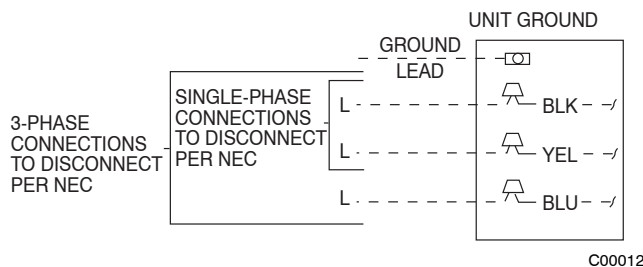 UNIT GROUND
GROUND
LEAD
3-PHASE
CONNECTIONS
TO DISCONNECT
PER NEC
SINGLE-PHASE
CONNECTIONS
TO DISCONNECT
PER NEC
L
BLK
L
YEL
L
BLU
C00012